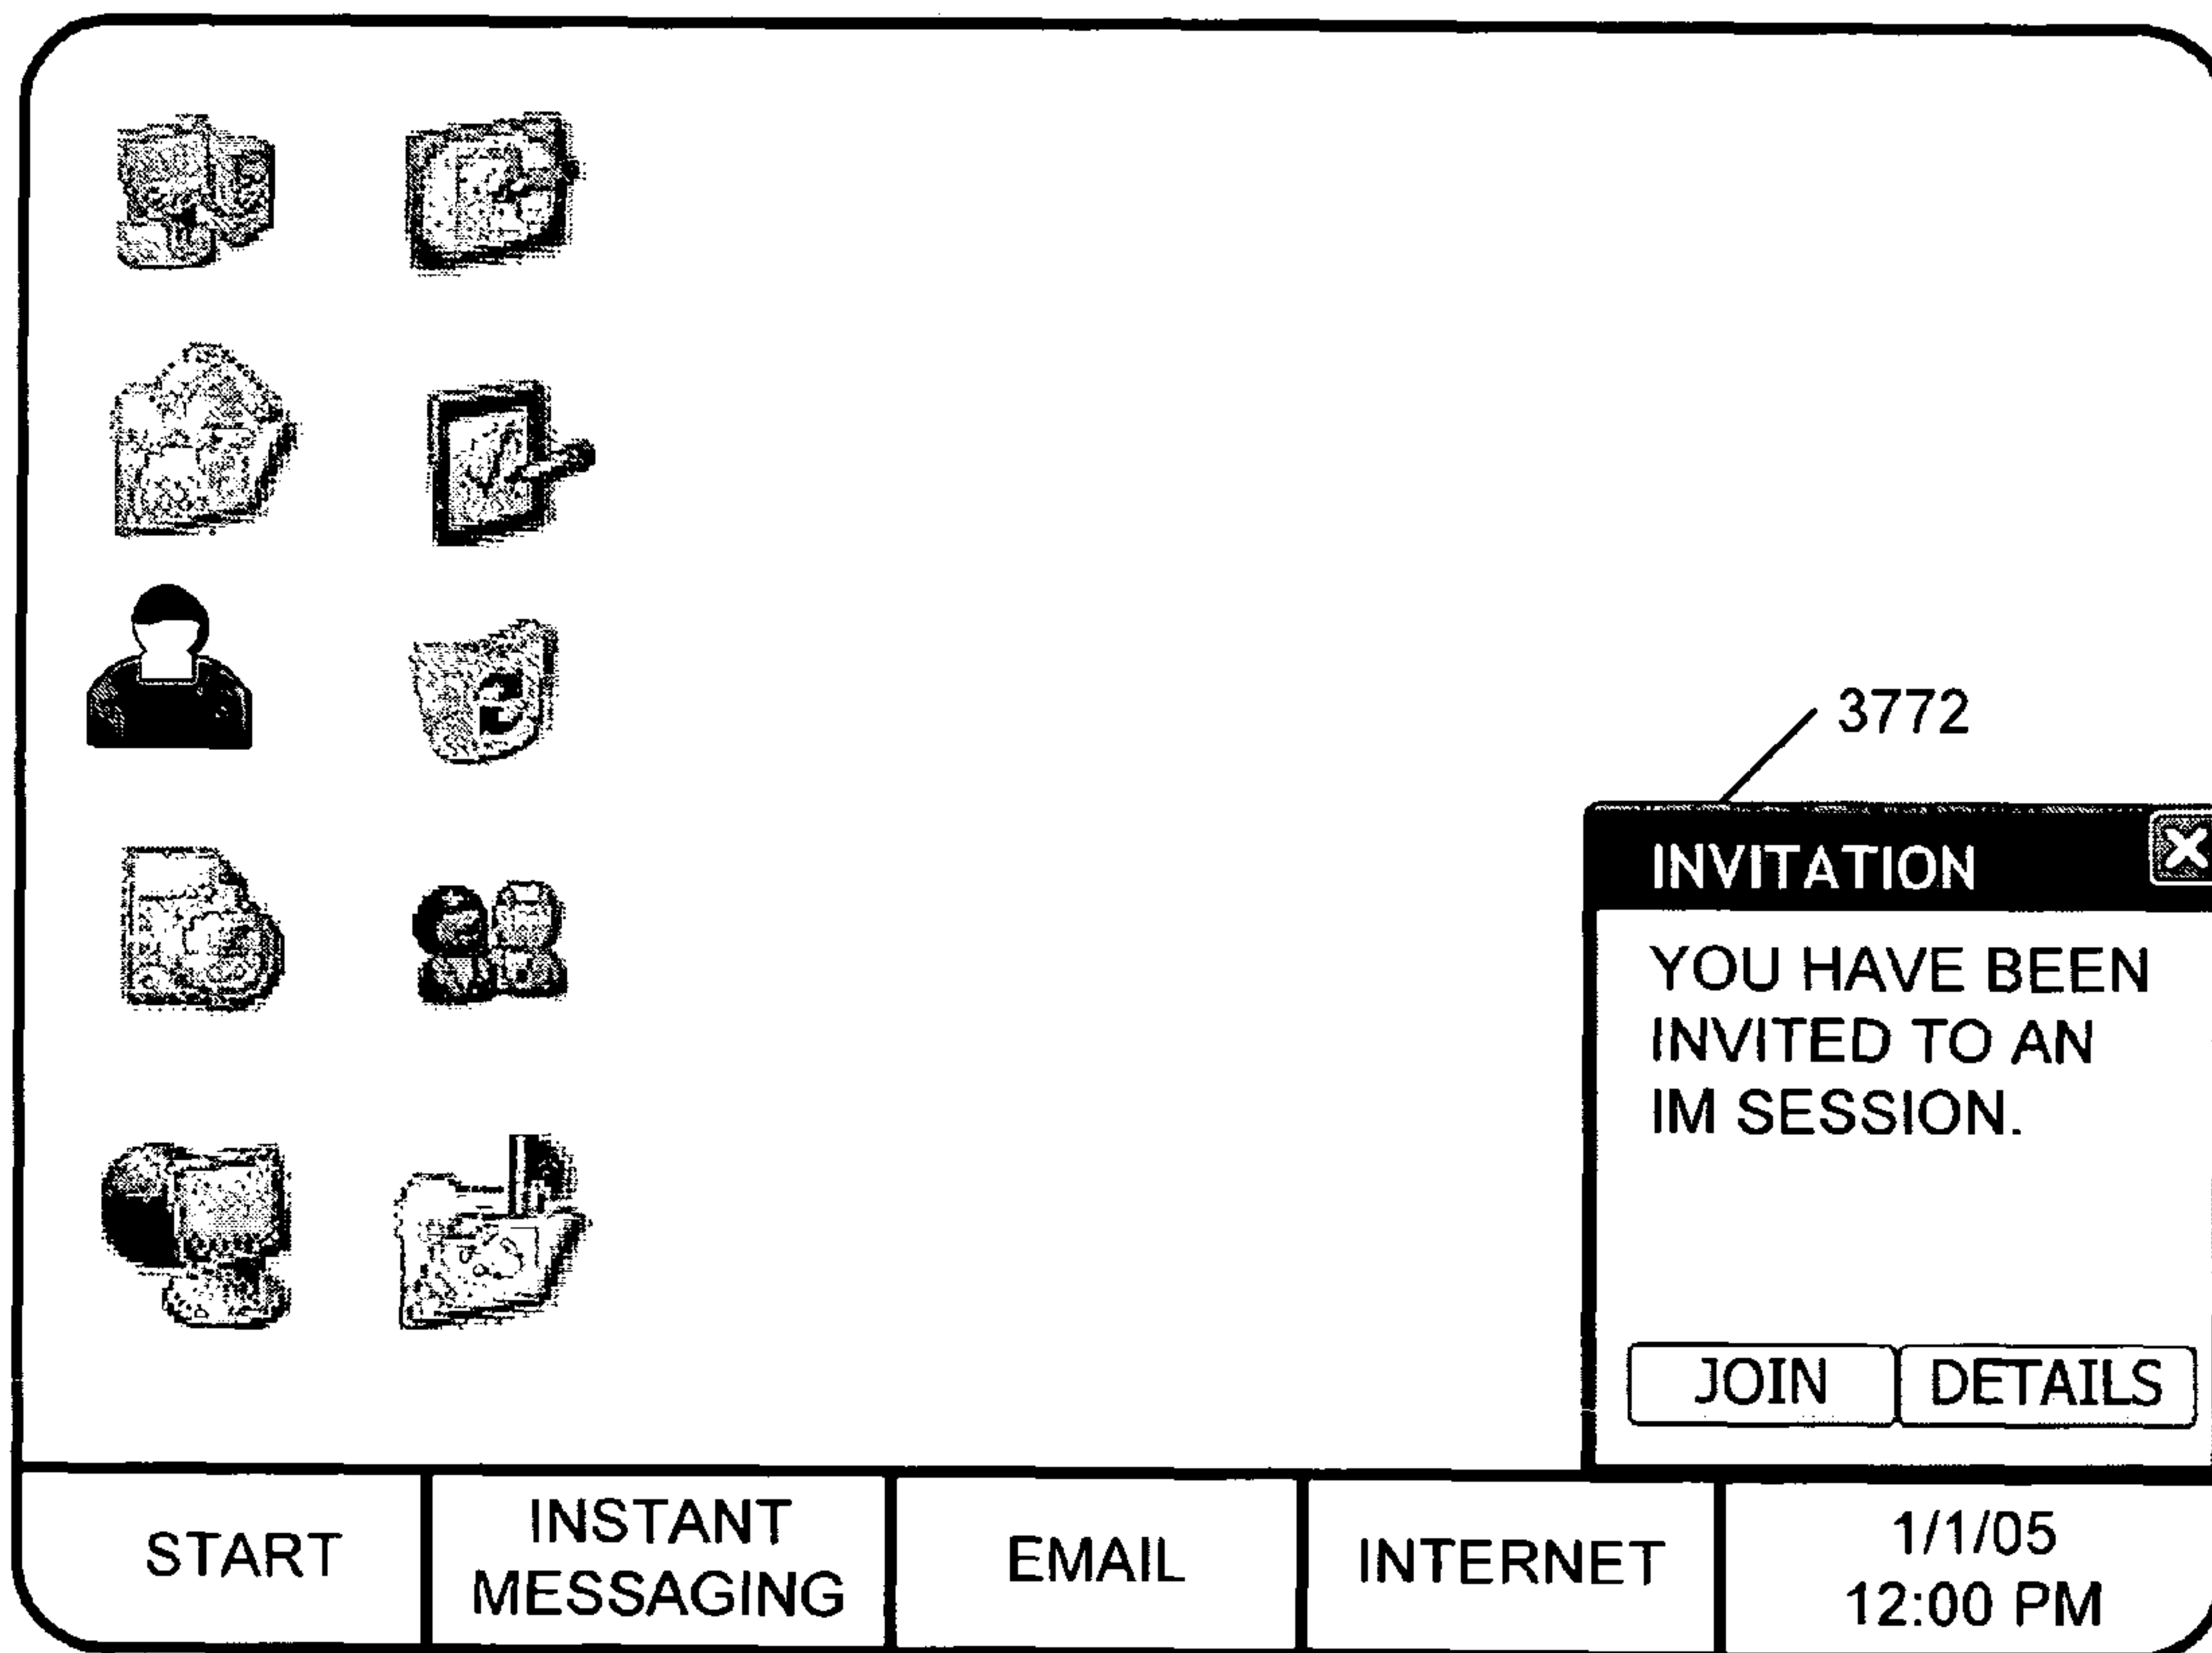 3772
INVITATION
YOU HAVE BEEN
INVITED TO AN
IM SESSION.
JOIN
DETAILS
START
INSTANT
MESSAGING
EMAIL
INTERNET
1/1/05
12:00 PM